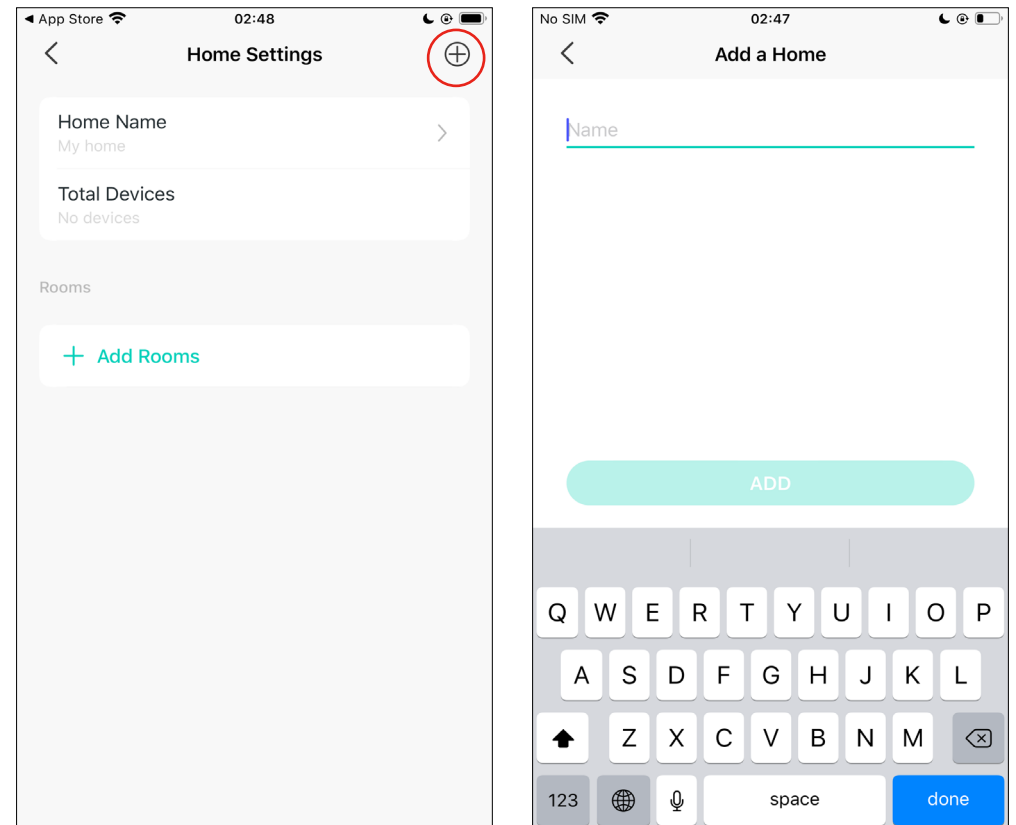 ◀ App Store 02:48
Home Settings
Home Name
My home
Total Devices
No devices
Rooms
+ Add Rooms
No SIM 02:47
Add a Home
Name
ADD
Q W E R T Y U I O P
A S D F G H J K L
Z X C V B N M
123 space done